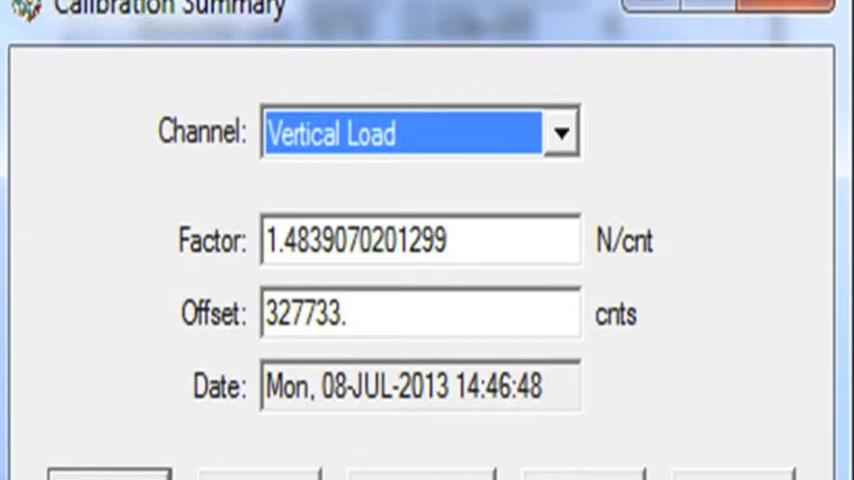 Calibration Summary
Channel: Vertical Load
Factor: 1.4839070201299 N/cnt
Offset: 327733. cnts
Date: Mon, 08-JUL-2013 14:46:48